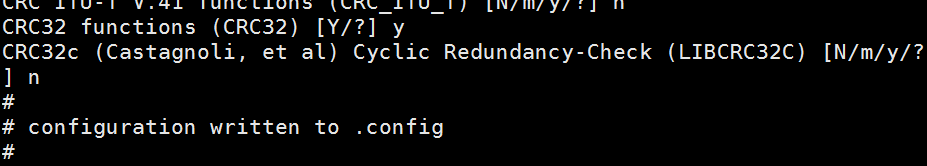 CRC ITU-T V.41 functions (CRC_ITU_T) [N/m/y/?] n
CRC32 functions (CRC32) [Y/?] y
CRC32c (Castagnoli, et al) Cyclic Redundancy-Check (LIBCRC32C) [N/m/y/?
] n
#
# configuration written to .config
#